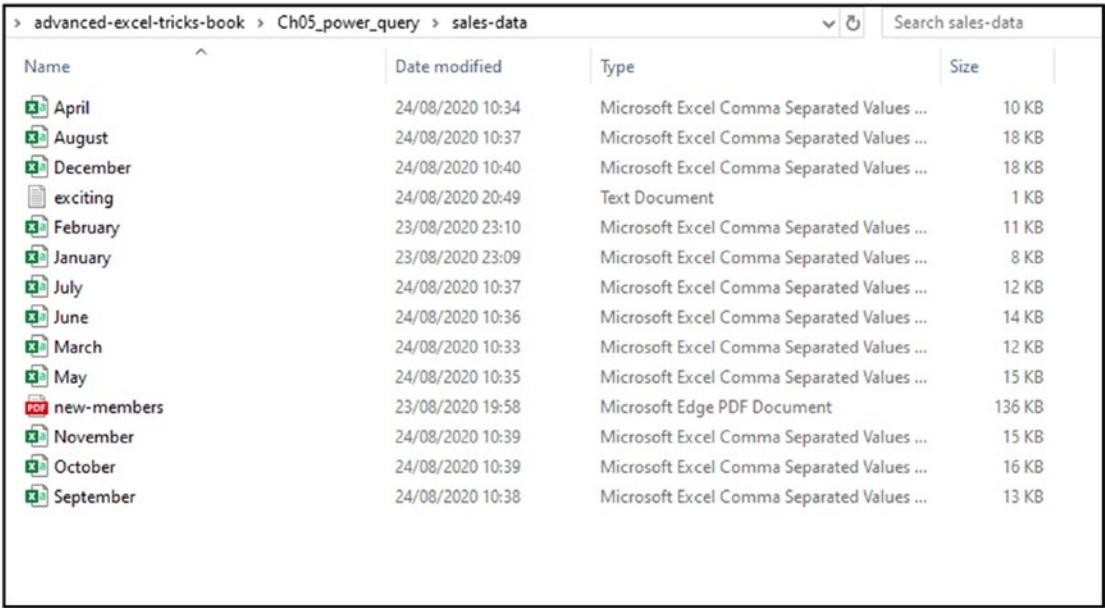 > advanced-excel-tricks-book > Ch05_power_query > sales-data Search sales-data
Name Date modified Type Size
April 24/08/2020 10:34 Microsoft Excel Comma Separated Values ... 10 KB
August 24/08/2020 10:37 Microsoft Excel Comma Separated Values ... 18 KB
December 24/08/2020 10:40 Microsoft Excel Comma Separated Values ... 18 KB
exciting 24/08/2020 20:49 Text Document 1 KB
February 23/08/2020 23:10 Microsoft Excel Comma Separated Values ... 11 KB
January 23/08/2020 23:09 Microsoft Excel Comma Separated Values ... 8 KB
July 24/08/2020 10:37 Microsoft Excel Comma Separated Values ... 12 KB
June 24/08/2020 10:36 Microsoft Excel Comma Separated Values ... 14 KB
March 24/08/2020 10:33 Microsoft Excel Comma Separated Values ... 12 KB
May 24/08/2020 10:35 Microsoft Excel Comma Separated Values ... 15 KB
PDF new-members 23/08/2020 19:58 Microsoft Edge PDF Document 136 KB
November 24/08/2020 10:39 Microsoft Excel Comma Separated Values ... 15 KB
October 24/08/2020 10:39 Microsoft Excel Comma Separated Values ... 16 KB
September 24/08/2020 10:38 Microsoft Excel Comma Separated Values ... 13 KB